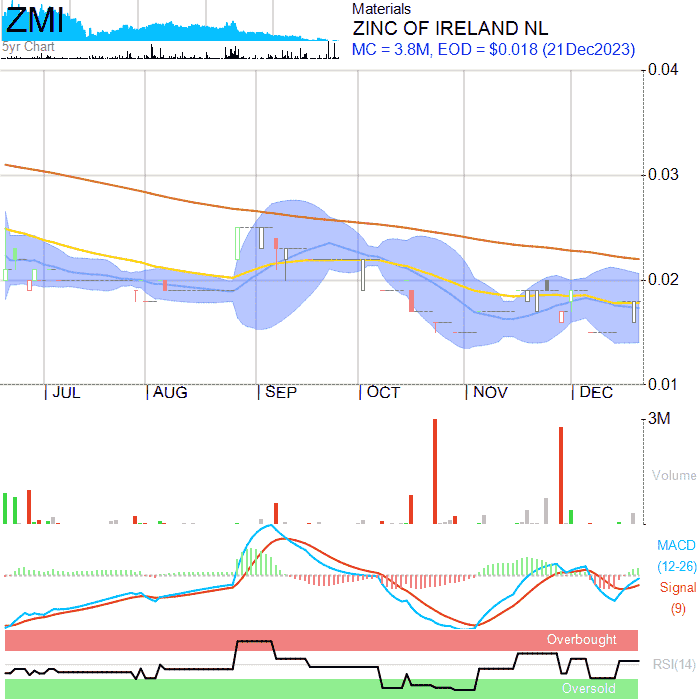 ZMI
5yr Chart
Materials
ZINC OF IRELAND NL
MC = 3.8M, EOD = $0.018 (21Dec2023)
0.04
0.03
0.02
0.01
JUL AUG SEP OCT NOV DEC
3M
Volume
MACD
(12-26)
Signal
(9)
Overbought
RSI(14)
Oversold